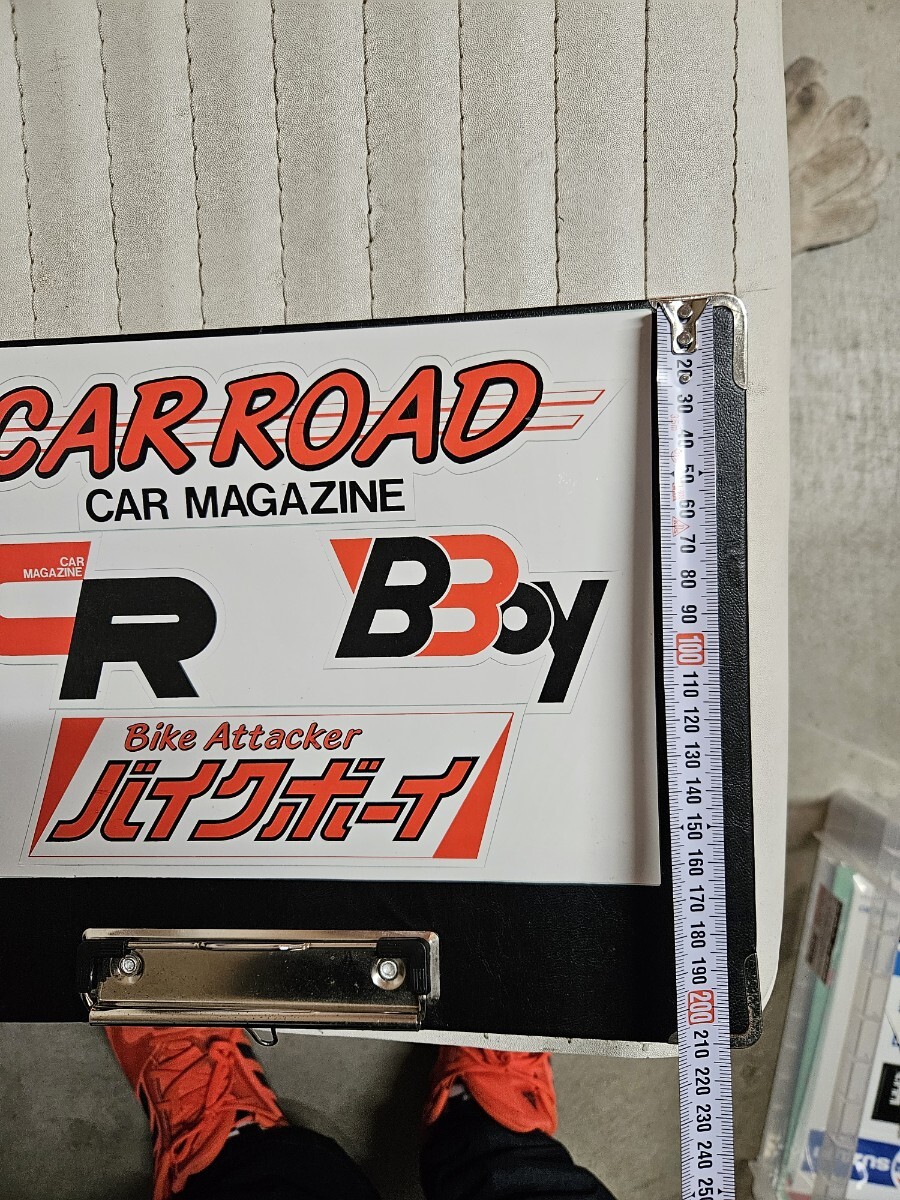 CAR ROAD
CAR MAGAZINE
CAR
MAGAZINE
R
BBoy
Bike Attacker
バイクボーイ
20
30
40
50
60
70
80
90
100
110
120
130
140
150
160
170
180
190
200
210
220
230
240